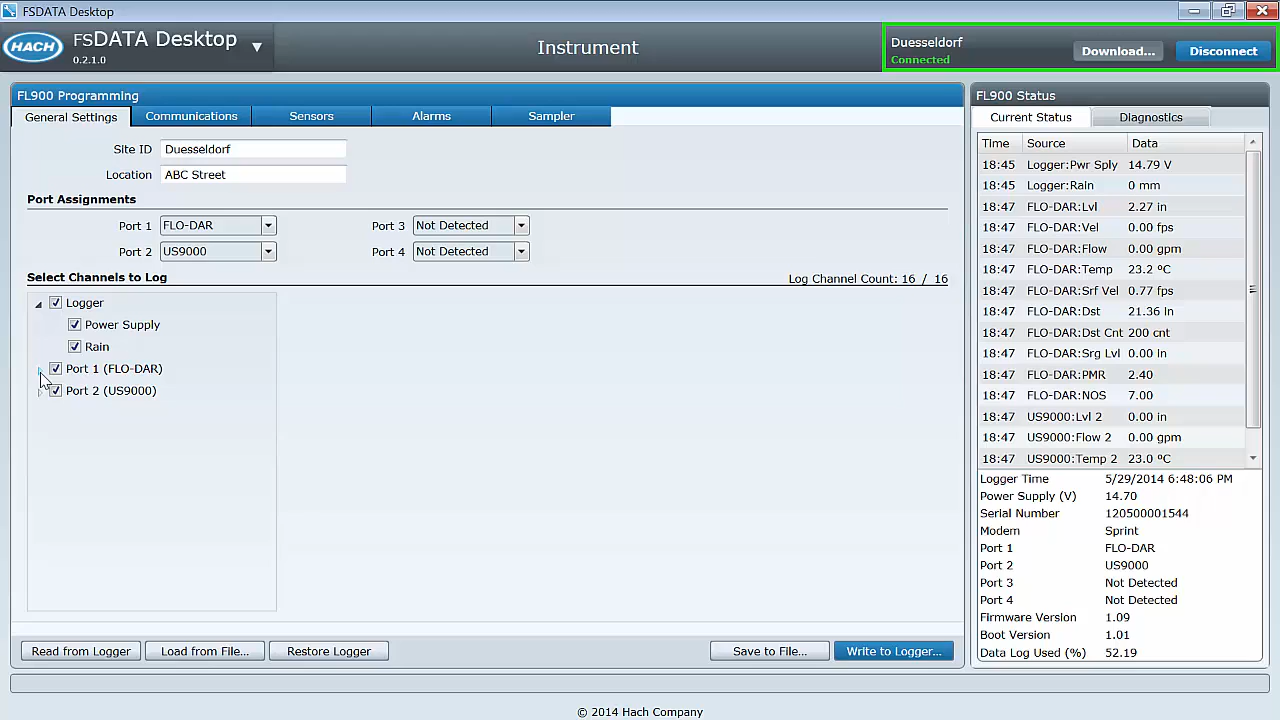 FSDATA Desktop
HACH
FSDATA Desktop
0.2.1.0
Instrument
Duesseldorf
Connected
Download...
Disconnect
FL900 Programming
General Settings
Communications
Sensors
Alarms
Sampler
Site ID Duesseldorf
Location ABC Street
Port Assignments
Port 1 FLO-DAR Port 3 Not Detected
Port 2 US9000 Port 4 Not Detected
Select Channels to Log
Log Channel Count: 16 / 16
Logger
Power Supply
Rain
Port 1 (FLO-DAR)
Port 2 (US9000)
Read from Logger
Load from File...
Restore Logger
Save to File...
Write to Logger...
FL900 Status
Current Status
Diagnostics
Time Source Data
18:45 Logger:Pwr Sply 14.79 V
18:45 Logger:Rain 0 mm
18:47 FLO-DAR:Lvl 2.27 in
18:47 FLO-DAR:Vel 0.00 fps
18:47 FLO-DAR:Flow 0.00 gpm
18:47 FLO-DAR:Temp 23.2 ºC
18:47 FLO-DAR:Srf Vel 0.77 fps
18:47 FLO-DAR:Dst 21.36 in
18:47 FLO-DAR:Dst Cnt 200 cnt
18:47 FLO-DAR:Srg Lvl 0.00 in
18:47 FLO-DAR:PMR 2.40
18:47 FLO-DAR:NOS 7.00
18:47 US9000:Lvl 2 0.00 in
18:47 US9000:Flow 2 0.00 gpm
18:47 US9000:Temp 2 23.0 ºC
Logger Time 5/29/2014 6:48:06 PM
Power Supply (V) 14.70
Serial Number 120500001544
Modem Sprint
Port 1 FLO-DAR
Port 2 US9000
Port 3 Not Detected
Port 4 Not Detected
Firmware Version 1.09
Boot Version 1.01
Data Log Used (%) 52.19
© 2014 Hach Company